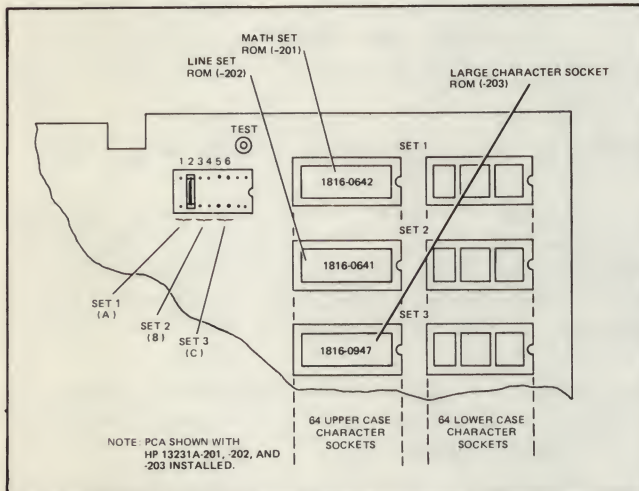 MATH SET
ROM (-201)
LINE SET
ROM (-202)
LARGE CHARACTER SOCKET
ROM (-203)
TEST
1 2 3 4 5 6
SET 1
1816-0642
SET 2
1816-0641
SET 3
1816-0947
SET 1
(A)
SET 2
(B)
SET 3
(C)
64 UPPER CASE
CHARACTER
SOCKETS
64 LOWER CASE
CHARACTER
SOCKETS
NOTE: PCA SHOWN WITH
HP 13231A-201, -202, AND
-203 INSTALLED.